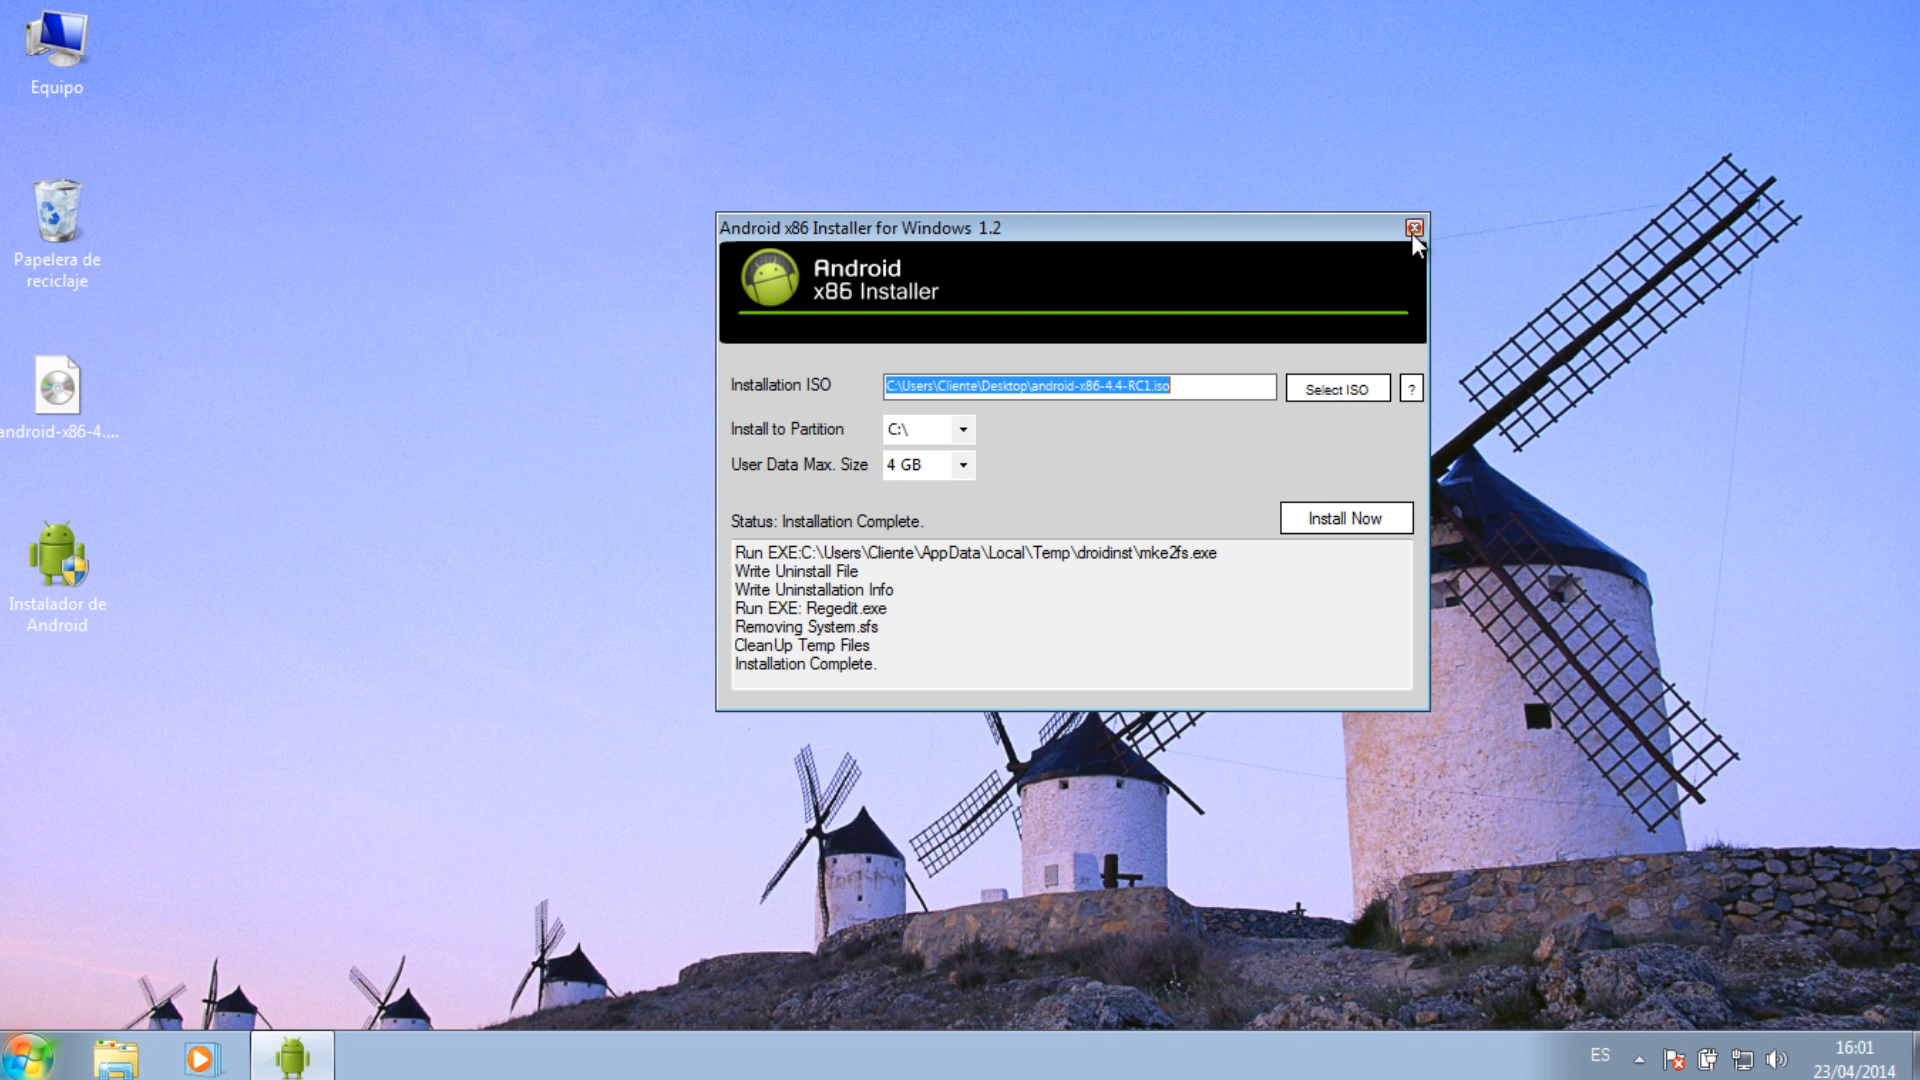 Equipo
Papelera de
reciclaje
android-x86-4....
Instalador de
Android
Android x86 Installer for Windows 1.2
Android
x86 Installer
Installation ISO
C:\Users\Cliente\Desktop\android-x86-4.4-RC1.iso
Select ISO
?
Install to Partition
C:\
User Data Max. Size
4 GB
Status: Installation Complete.
Install Now
Run EXE:C:\Users\Cliente\AppData\Local\Temp\droidinst\mke2fs.exe
Write Uninstall File
Write Uninstallation Info
Run EXE: Regedit.exe
Removing System.sfs
CleanUp Temp Files
Installation Complete.
ES
16:01
23/04/2014